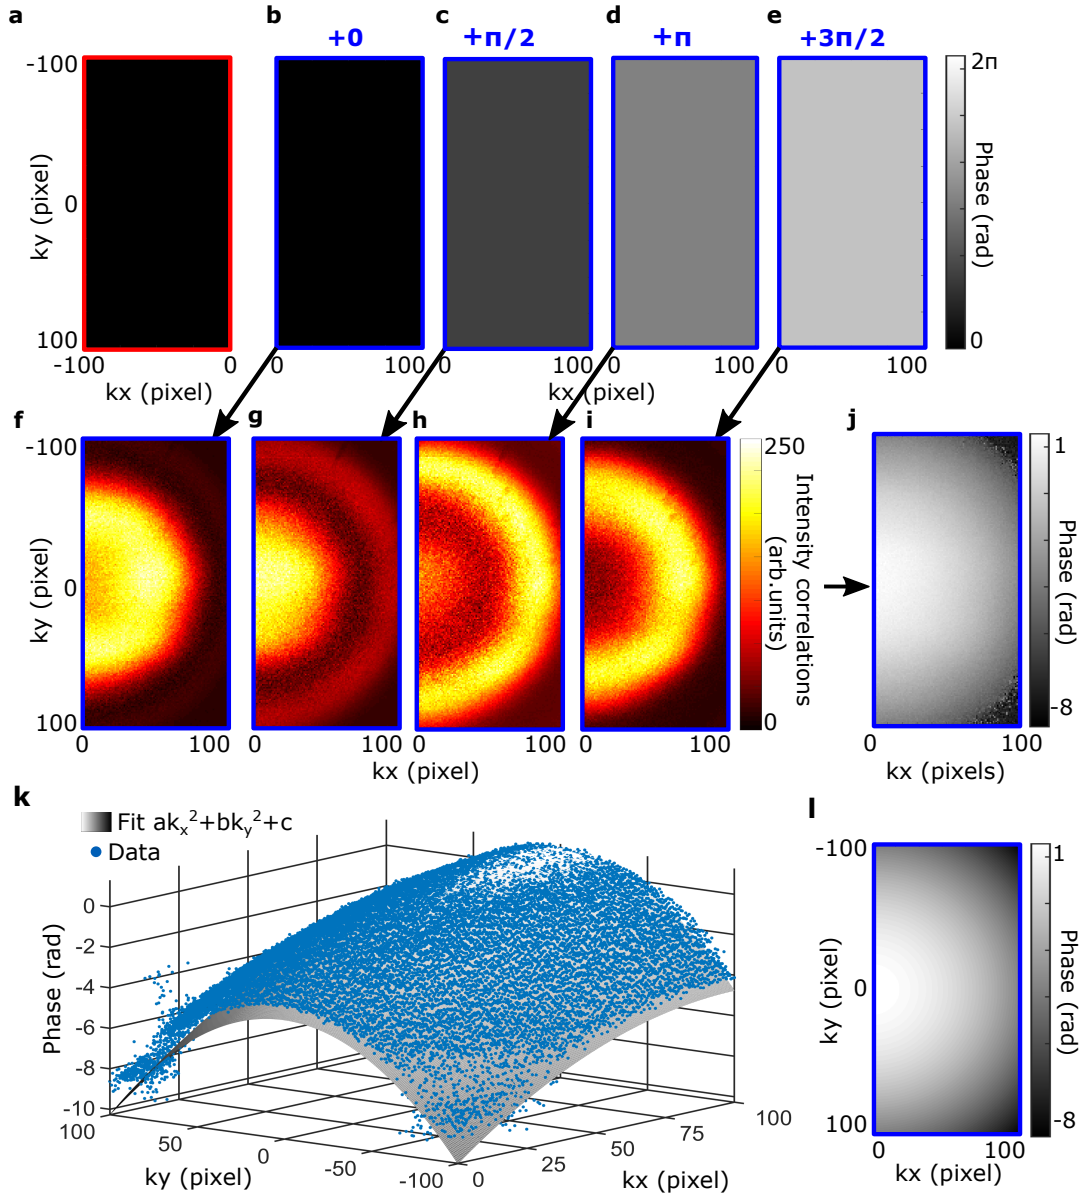 a b c d e
+0 +π/2 +π +3π/2
-100 0 100
ky (pixel)
-100 0
kx (pixel)
0 100 0 100 0 100 0 100
kx (pixel)
2π
0
Phase (rad)
f g h i j
-100 0 100
ky (pixel)
0 100 0 100 0 100 0 100
kx (pixel)
250
0
Intensity correlations
(arb.units)
1
-8
Phase (rad)
0 100
kx (pixels)
k
Fit akx²+bky²+c
Data
0
-2
-4
-6
-8
-10
Phase (rad)
100 50 0 -50 -100
ky (pixel)
0 25 50 75 100
kx (pixel)
l
-100 0 100
ky (pixel)
0 100
kx (pixel)
1
-8
Phase (rad)